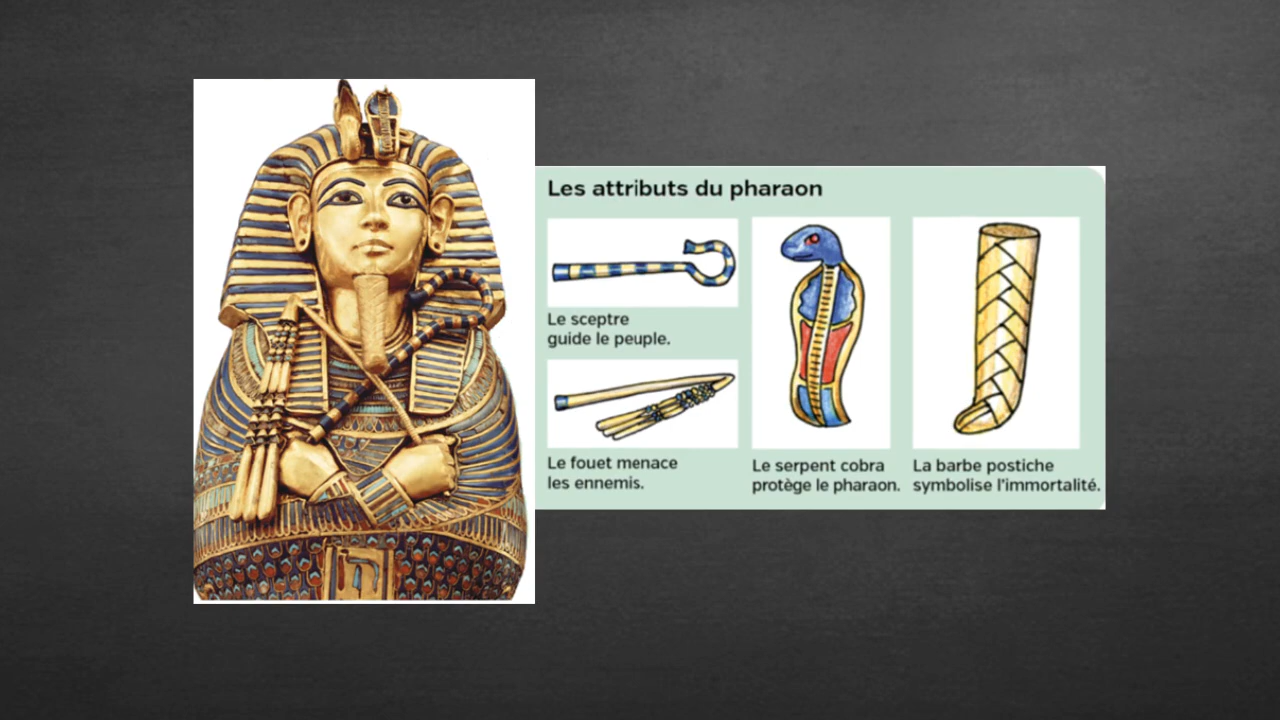 Les attributs du pharaon
Le sceptre
guide le peuple.
Le fouet menace
les ennemis.
Le serpent cobra
protège le pharaon.
La barbe postiche
symbolise l'immortalité.